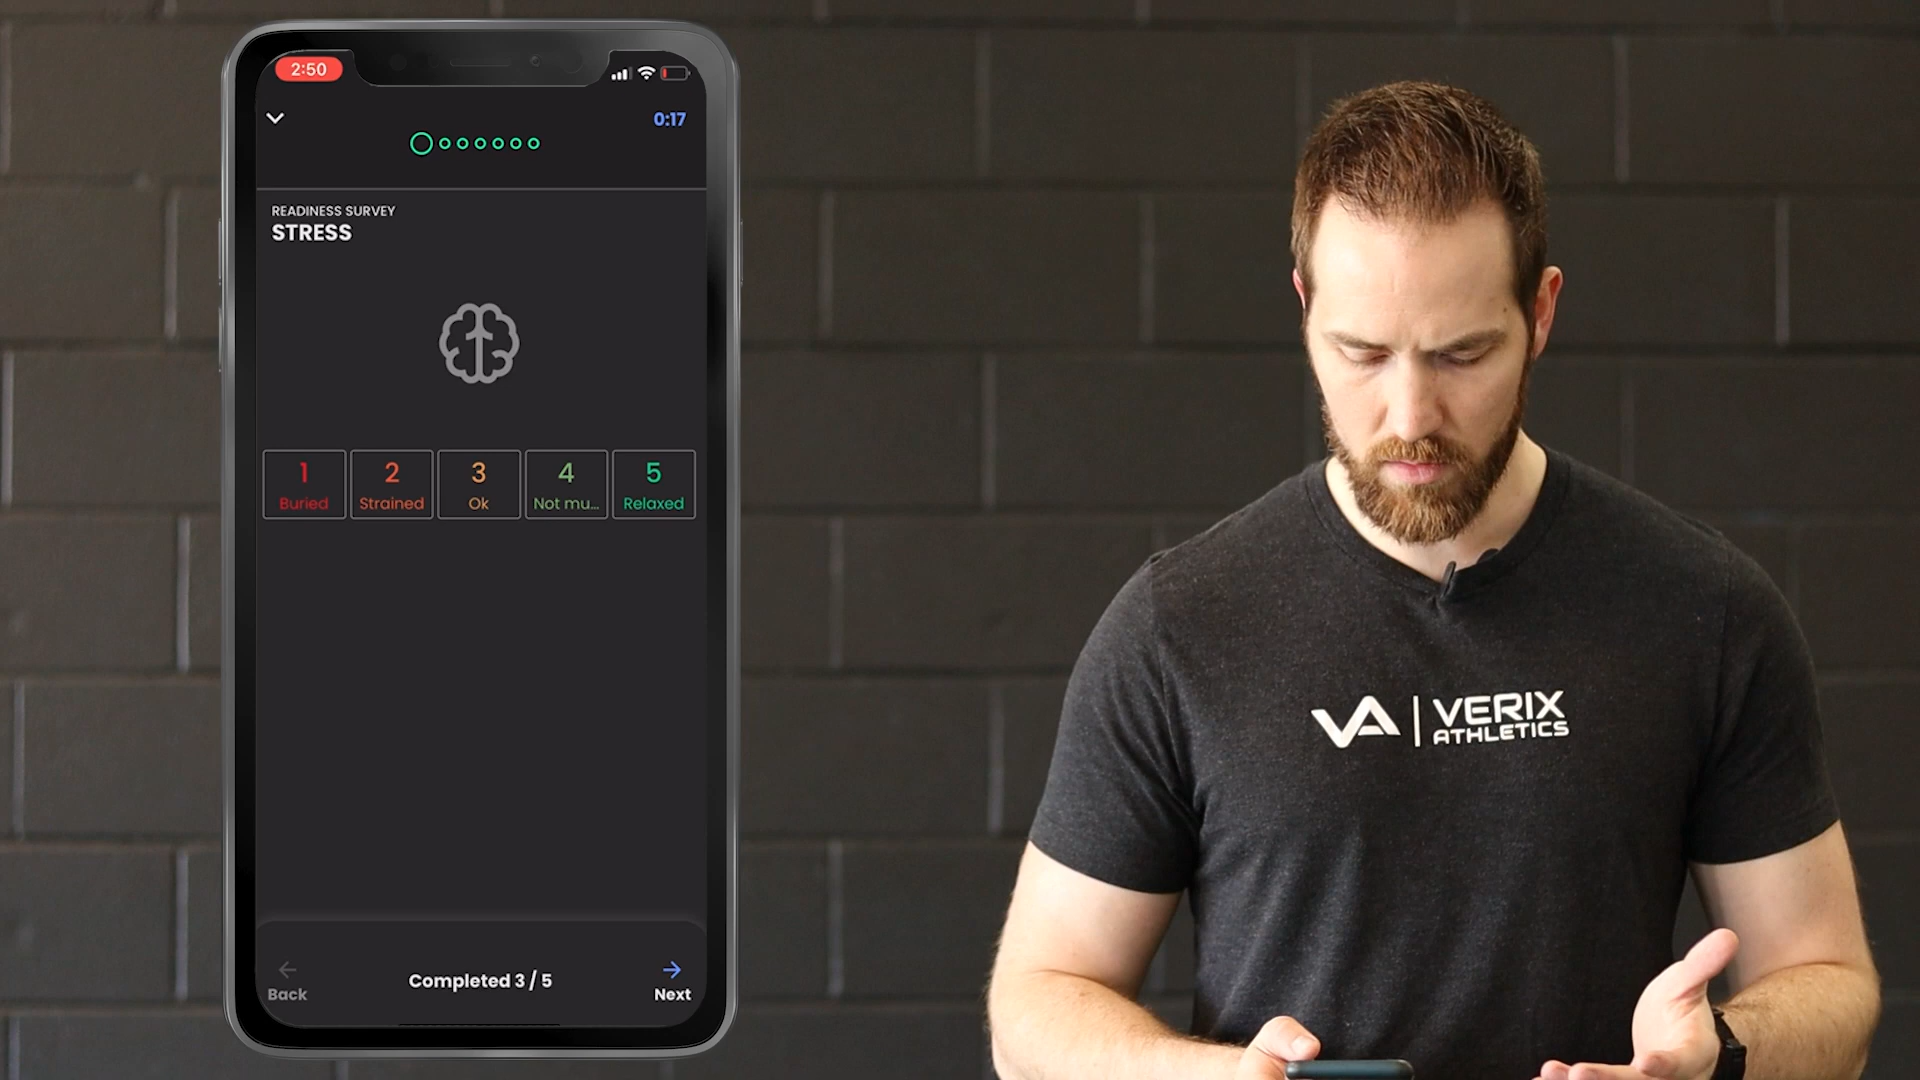 2:50
0:17
READINESS SURVEY
STRESS
1
Buried
2
Strained
3
Ok
4
Not mu...
5
Relaxed
Back
Completed 3 / 5
Next
VA | VERIX
ATHLETICS